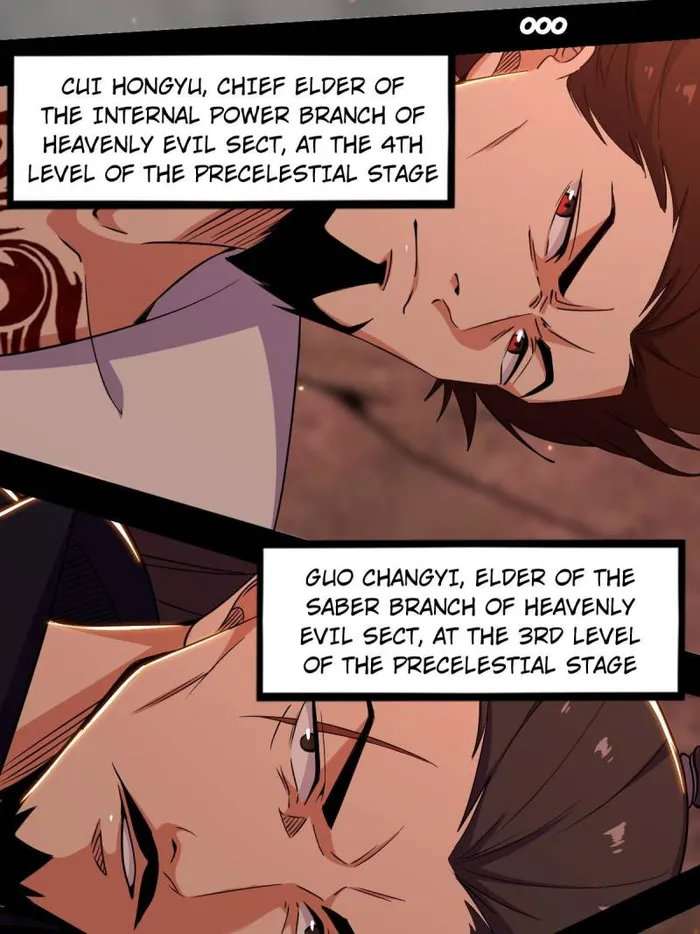 000
CUI HONGYU, CHIEF ELDER OF
THE INTERNAL POWER BRANCH OF
HEAVENLY EVIL SECT, AT THE 4TH
LEVEL OF THE PRECELESTIAL STAGE
GUO CHANGYI, ELDER OF THE
SABER BRANCH OF HEAVENLY
EVIL SECT, AT THE 3RD LEVEL
OF THE PRECELESTIAL STAGE